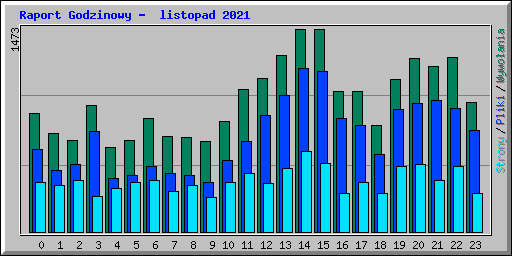 Raport Godzinowy - listopad 2021
1473
Strony / Pliki / Wywołania
0 1 2 3 4 5 6 7 8 9 10 11 12 13 14 15 16 17 18 19 20 21 22 23